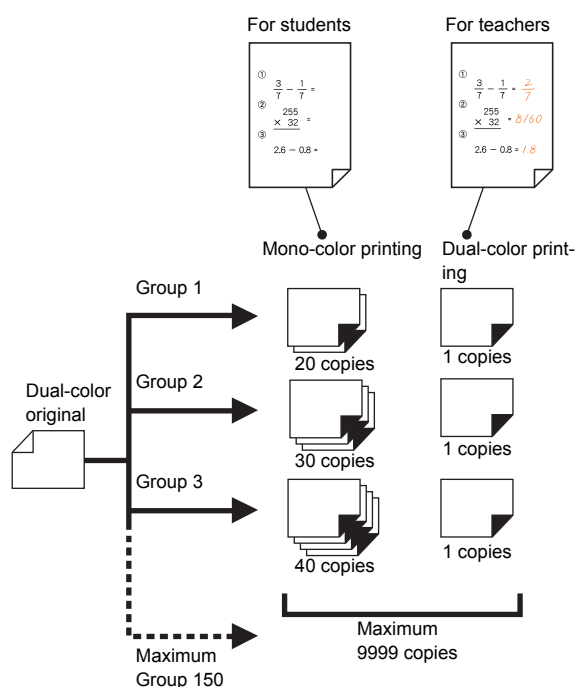 For students
For teachers
① 3/7 − 1/7 =
② 255
× 32 =
③ 2.6 − 0.8 =
① 3/7 − 1/7 = 2/7
② 255
× 32 = 8160
③ 2.6 − 0.8 = 1.8
Mono-color printing
Dual-color print-
ing
Group 1
20 copies
1 copies
Dual-color
original
Group 2
30 copies
1 copies
Group 3
40 copies
1 copies
Maximum
9999 copies
Maximum
Group 150